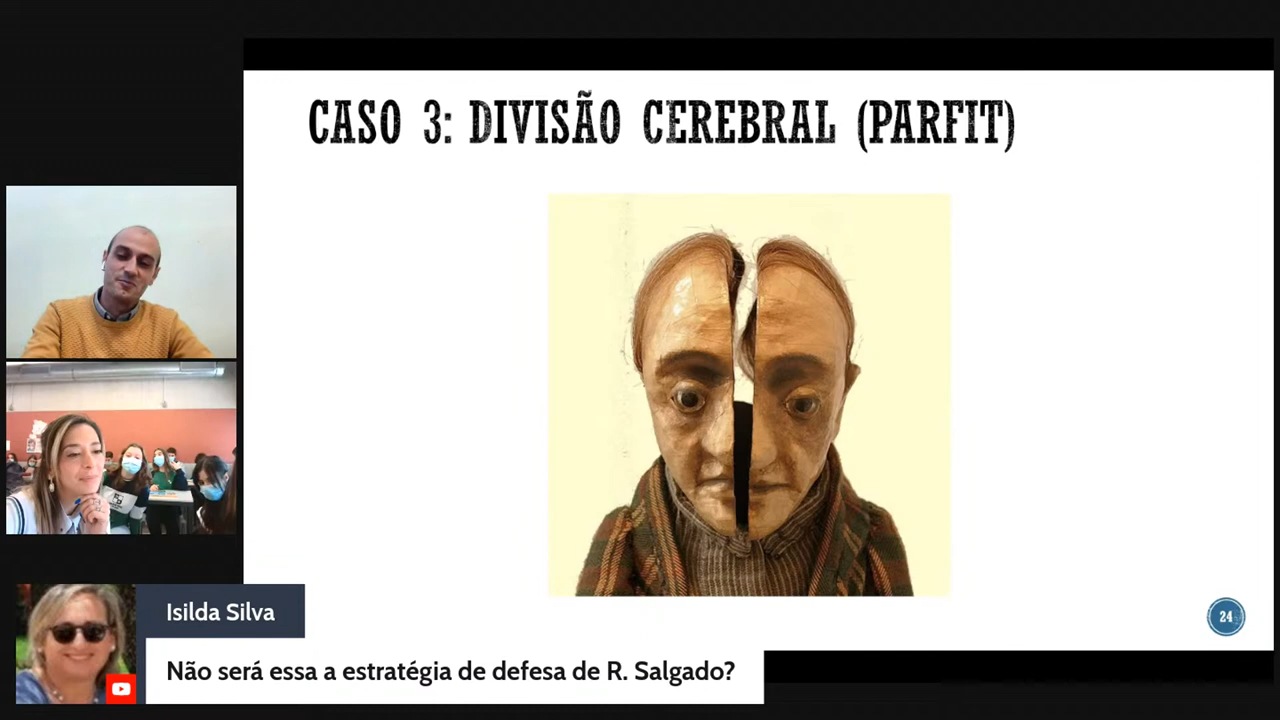 CASO 3: DIVISÃO CEREBRAL (PARFIT)
24
Isilda Silva
Não será essa a estratégia de defesa de R. Salgado?